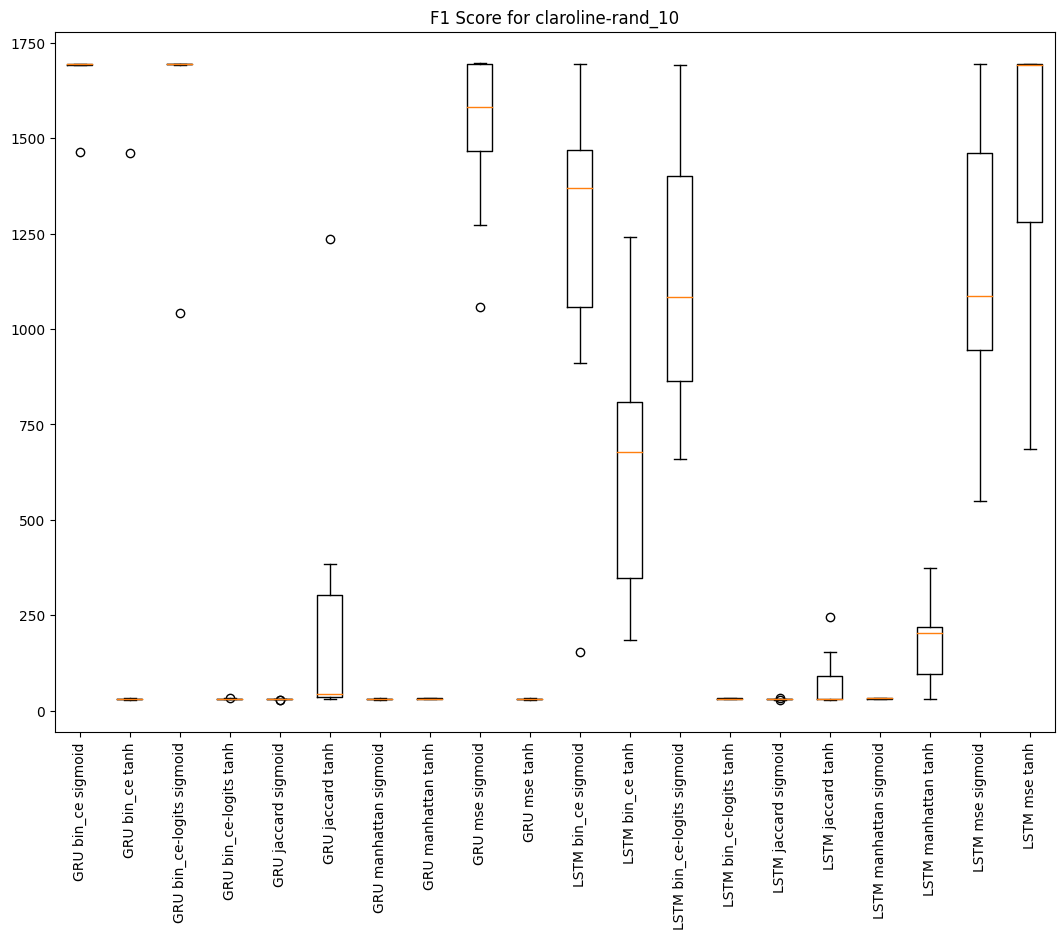 F1 Score for claroline-rand_10
1750
1500
1250
1000
750
500
250
0
GRU bin_ce sigmoid
GRU bin_ce tanh
GRU bin_ce-logits sigmoid
GRU bin_ce-logits tanh
GRU jaccard sigmoid
GRU jaccard tanh
GRU manhattan sigmoid
GRU manhattan tanh
GRU mse sigmoid
GRU mse tanh
LSTM bin_ce sigmoid
LSTM bin_ce tanh
LSTM bin_ce-logits sigmoid
LSTM bin_ce-logits tanh
LSTM jaccard sigmoid
LSTM jaccard tanh
LSTM manhattan sigmoid
LSTM manhattan tanh
LSTM mse sigmoid
LSTM mse tanh